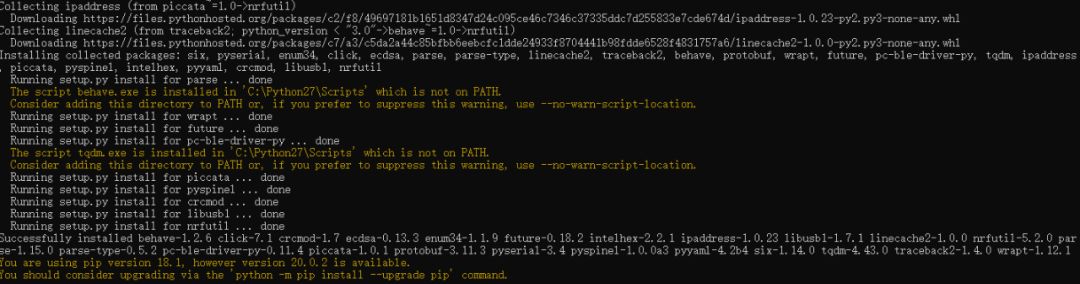 Collecting ipaddress (from piccata~=1.0->nrfutil)
Downloading https://files.pythonhosted.org/packages/c2/f8/49697181b1651d8347d24c095ce46c7346c37335ddc7d255833e7cde674d/ipaddress-1.0.23-py2.py3-none-any.whl
Collecting linecache2 (from traceback2; python_version < "3.0"->behave~=1.0->nrfutil)
Downloading https://files.pythonhosted.org/packages/c7/a3/c5da2a44c85bfbb6eebcfc1dde24933f8704441b98fdde6528f4831757a6/linecache2-1.0.0-py2.py3-none-any.whl
Installing collected packages: six, pyserial, enum34, click, ecdsa, parse, parse-type, linecache2, traceback2, behave, protobuf, wrapt, future, pc-ble-driver-py, tqdm, ipaddress
, piccata, pyspinel, intelhex, pyyaml, crcmod, libusb1, nrfutil
Running setup.py install for parse ... done
The script behave.exe is installed in 'C:\Python27\Scripts' which is not on PATH.
Consider adding this directory to PATH or, if you prefer to suppress this warning, use --no-warn-script-location.
Running setup.py install for wrapt ... done
Running setup.py install for future ... done
Running setup.py install for pc-ble-driver-py ... done
The script tqdm.exe is installed in 'C:\Python27\Scripts' which is not on PATH.
Consider adding this directory to PATH or, if you prefer to suppress this warning, use --no-warn-script-location.
Running setup.py install for piccata ... done
Running setup.py install for pyspinel ... done
Running setup.py install for crcmod ... done
Running setup.py install for libusb1 ... done
Running setup.py install for nrfutil ... done
Successfully installed behave-1.2.6 click-7.1 crcmod-1.7 ecdsa-0.13.3 enum34-1.1.9 future-0.18.2 intelhex-2.2.1 ipaddress-1.0.23 libusb1-1.7.1 linecache2-1.0.0 nrfutil-5.2.0 par
se-1.15.0 parse-type-0.5.2 pc-ble-driver-py-0.11.4 piccata-1.0.1 protobuf-3.11.3 pyserial-3.4 pyspinel-1.0.0a3 pyyaml-4.2b4 six-1.14.0 tqdm-4.43.0 traceback2-1.4.0 wrapt-1.12.1
You are using pip version 18.1, however version 20.0.2 is available.
You should consider upgrading via the 'python -m pip install --upgrade pip' command.